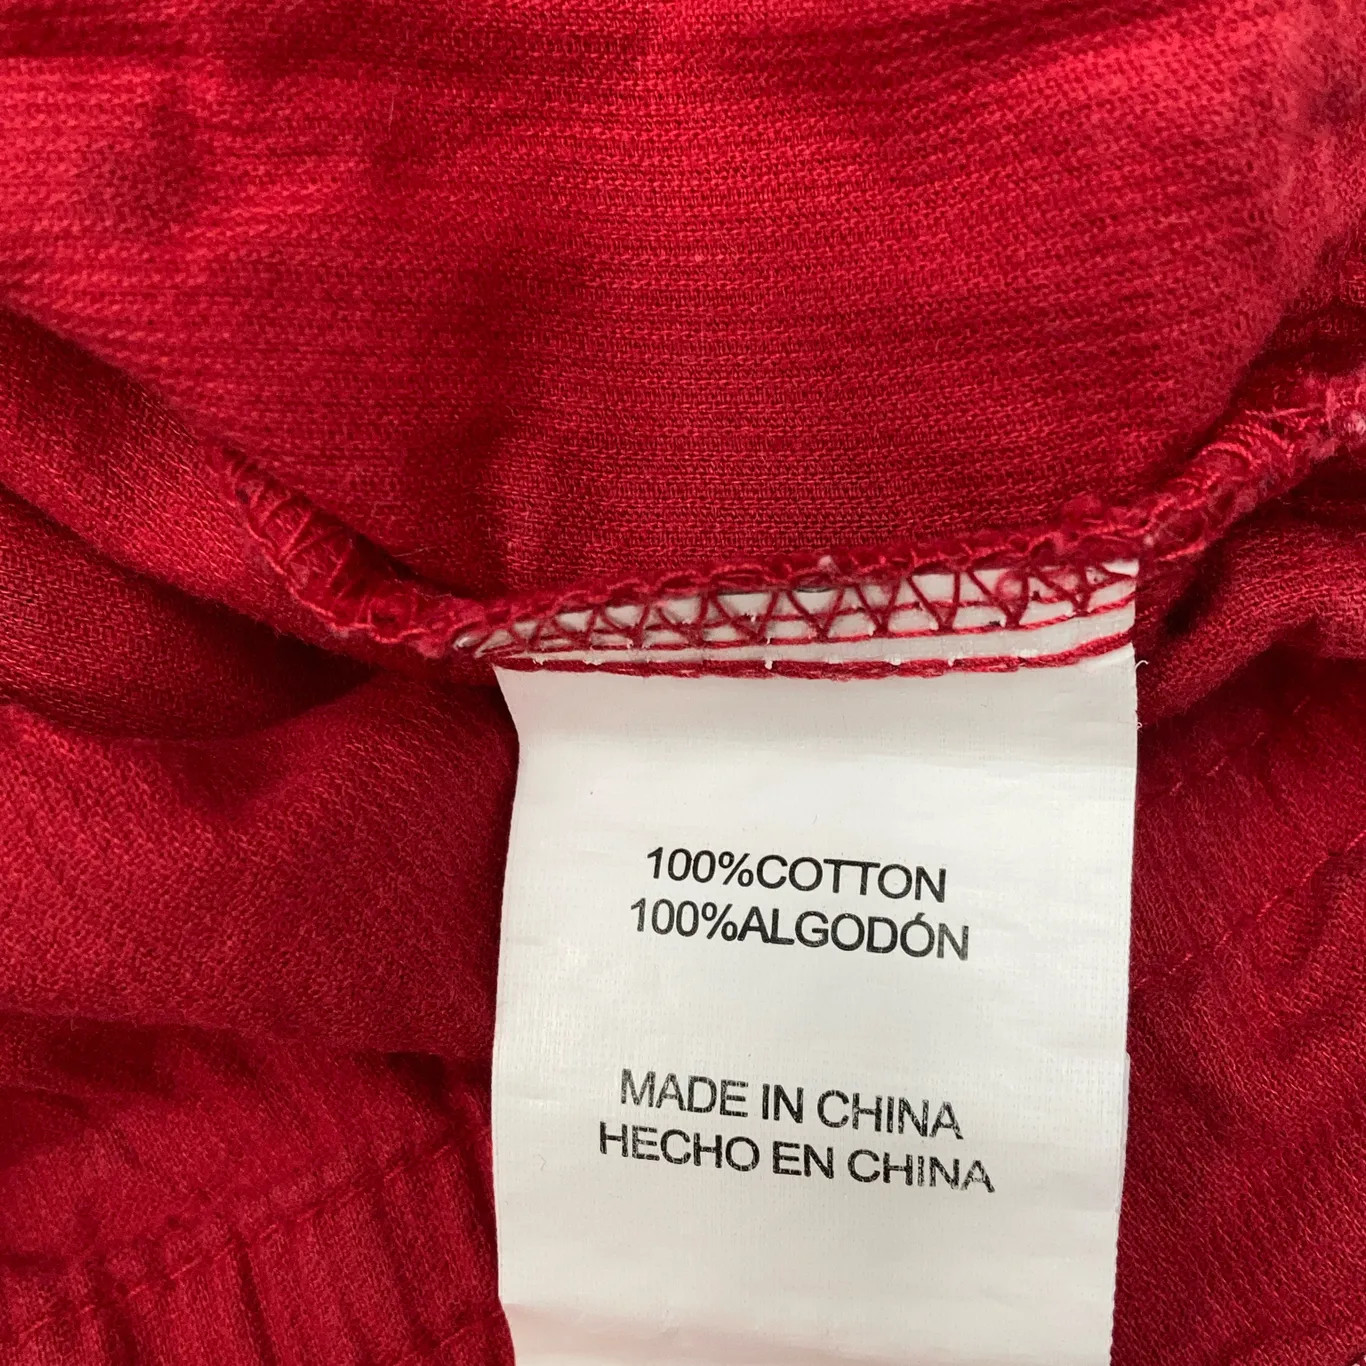 100%COTTON
100%ALGODÓN
MADE IN CHINA
HECHO EN CHINA